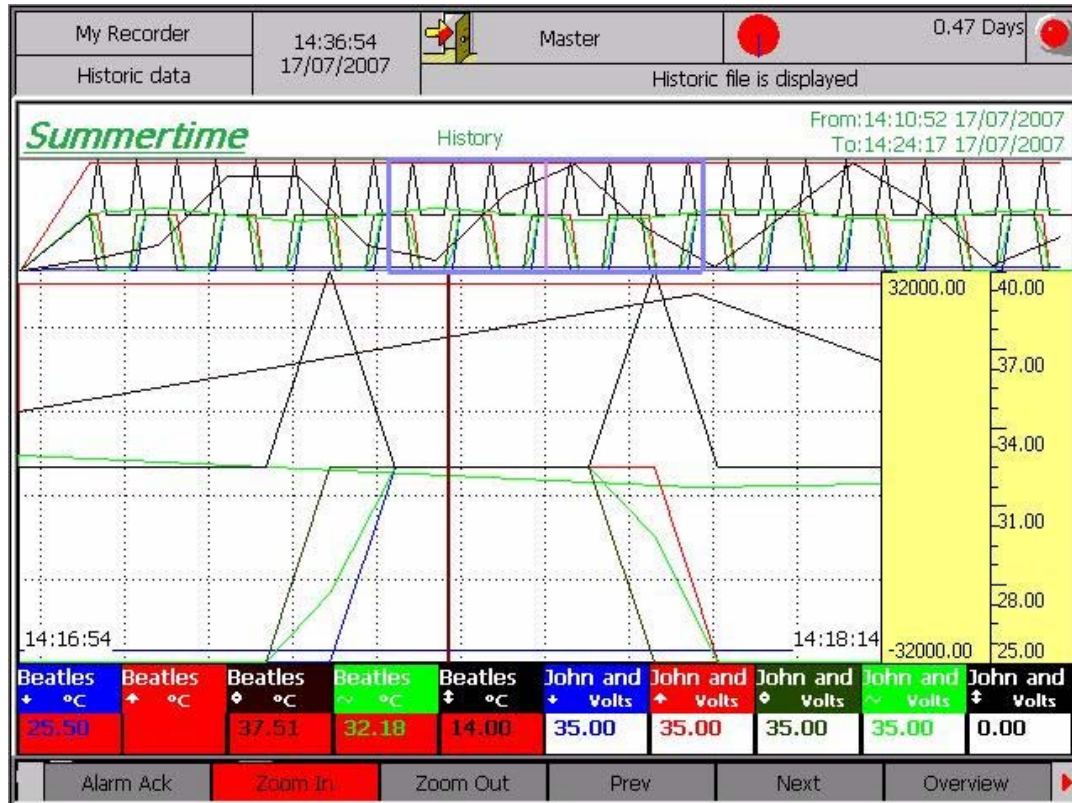 My Recorder
Historic data
14:36:54
17/07/2007
Master
0.47 Days
Historic file is displayed
Summertime
History
From:14:10:52 17/07/2007
To:14:24:17 17/07/2007
32000.00
40.00
37.00
34.00
31.00
28.00
14:16:54
14:18:14
-32000.00
25.00
Beatles Beatles Beatles Beatles Beatles John and John and John and John and John and
°C °C °C °C °C Volts Volts Volts Volts Volts
25.50 37.51 32.18 14.00 35.00 35.00 35.00 35.00 0.00
Alarm Ack Zoom In Zoom Out Prev Next Overview